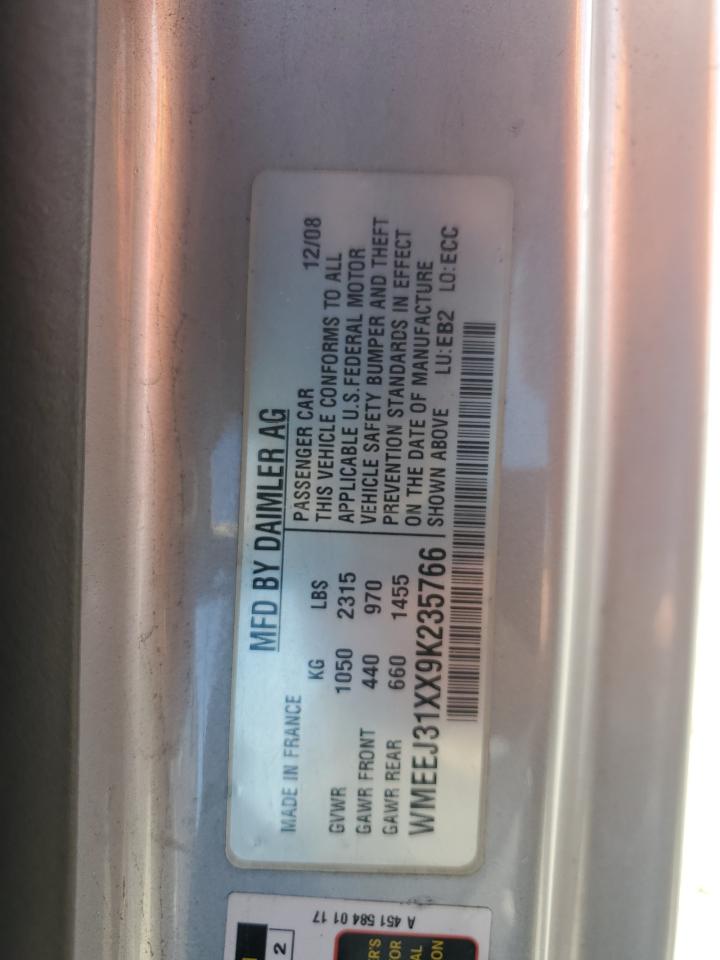 MFD BY DAIMLER AG
MADE IN FRANCE
PASSENGER CAR 12/08
KG LBS
THIS VEHICLE CONFORMS TO ALL
GVWR 1050 2315
APPLICABLE U.S. FEDERAL MOTOR
GAWR FRONT 440 970
VEHICLE SAFETY BUMPER AND THEFT
GAWR REAR 660 1455
PREVENTION STANDARDS IN EFFECT
ON THE DATE OF MANUFACTURE
WMEEJ31XX9K235766
SHOWN ABOVE LU:EB2 LO:ECC
A 451 584 01 17
2